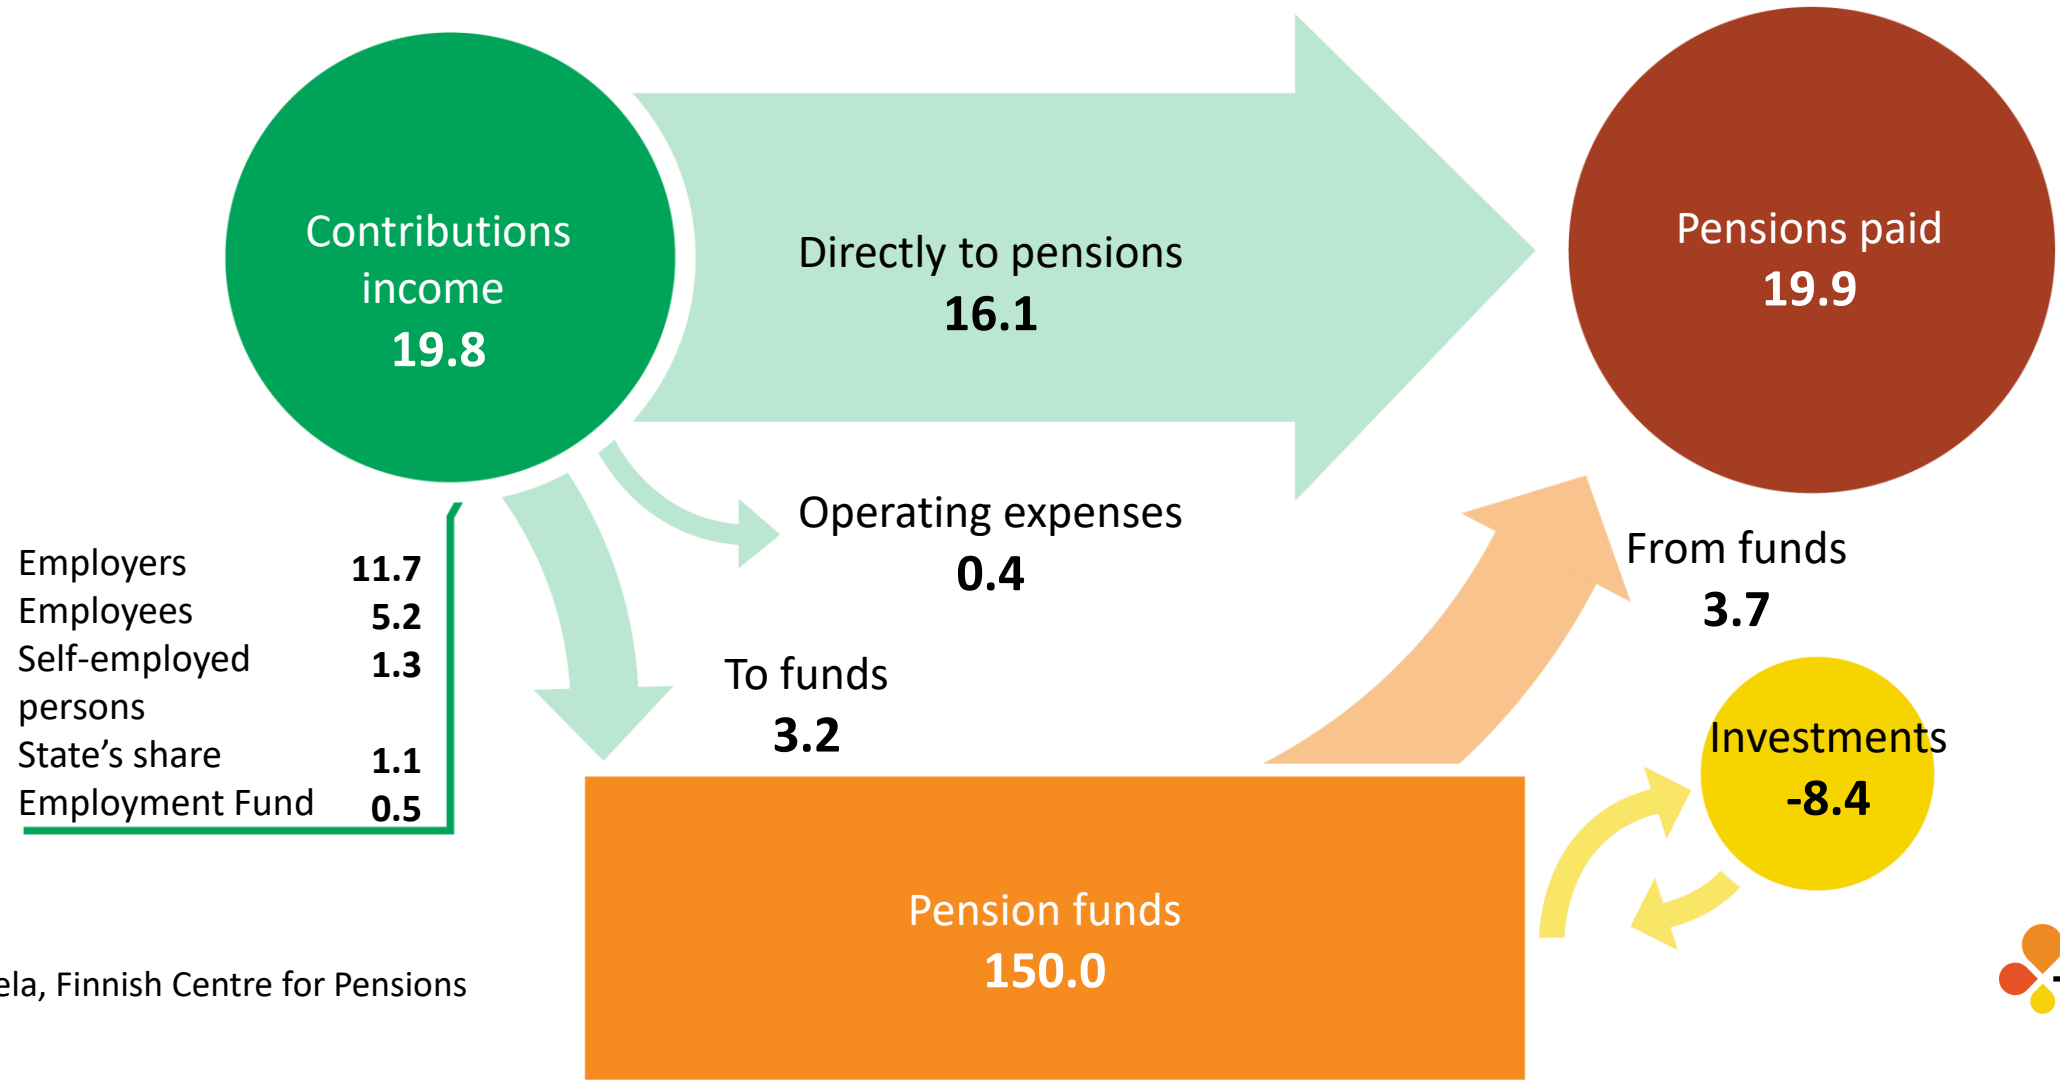 Contributions
income
19.8
Directly to pensions
16.1
Pensions paid
19.9
Operating expenses
0.4
From funds
3.7
Employers 11.7
Employees 5.2
Self-employed 1.3
persons
State’s share 1.1
Employment Fund 0.5
To funds
3.2
Investments
-8.4
Pension funds
150.0
Finnish Centre for Pensions